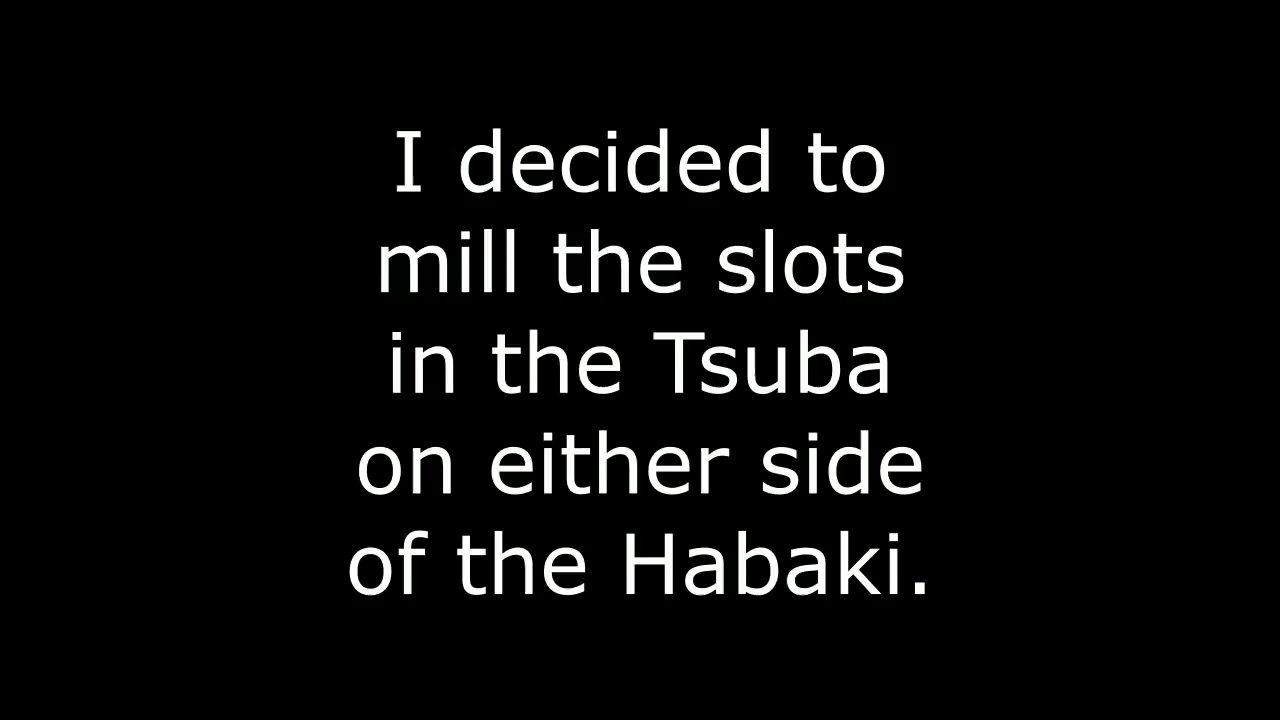 I decided to
mill the slots
in the Tsuba
on either side
of the Habaki.